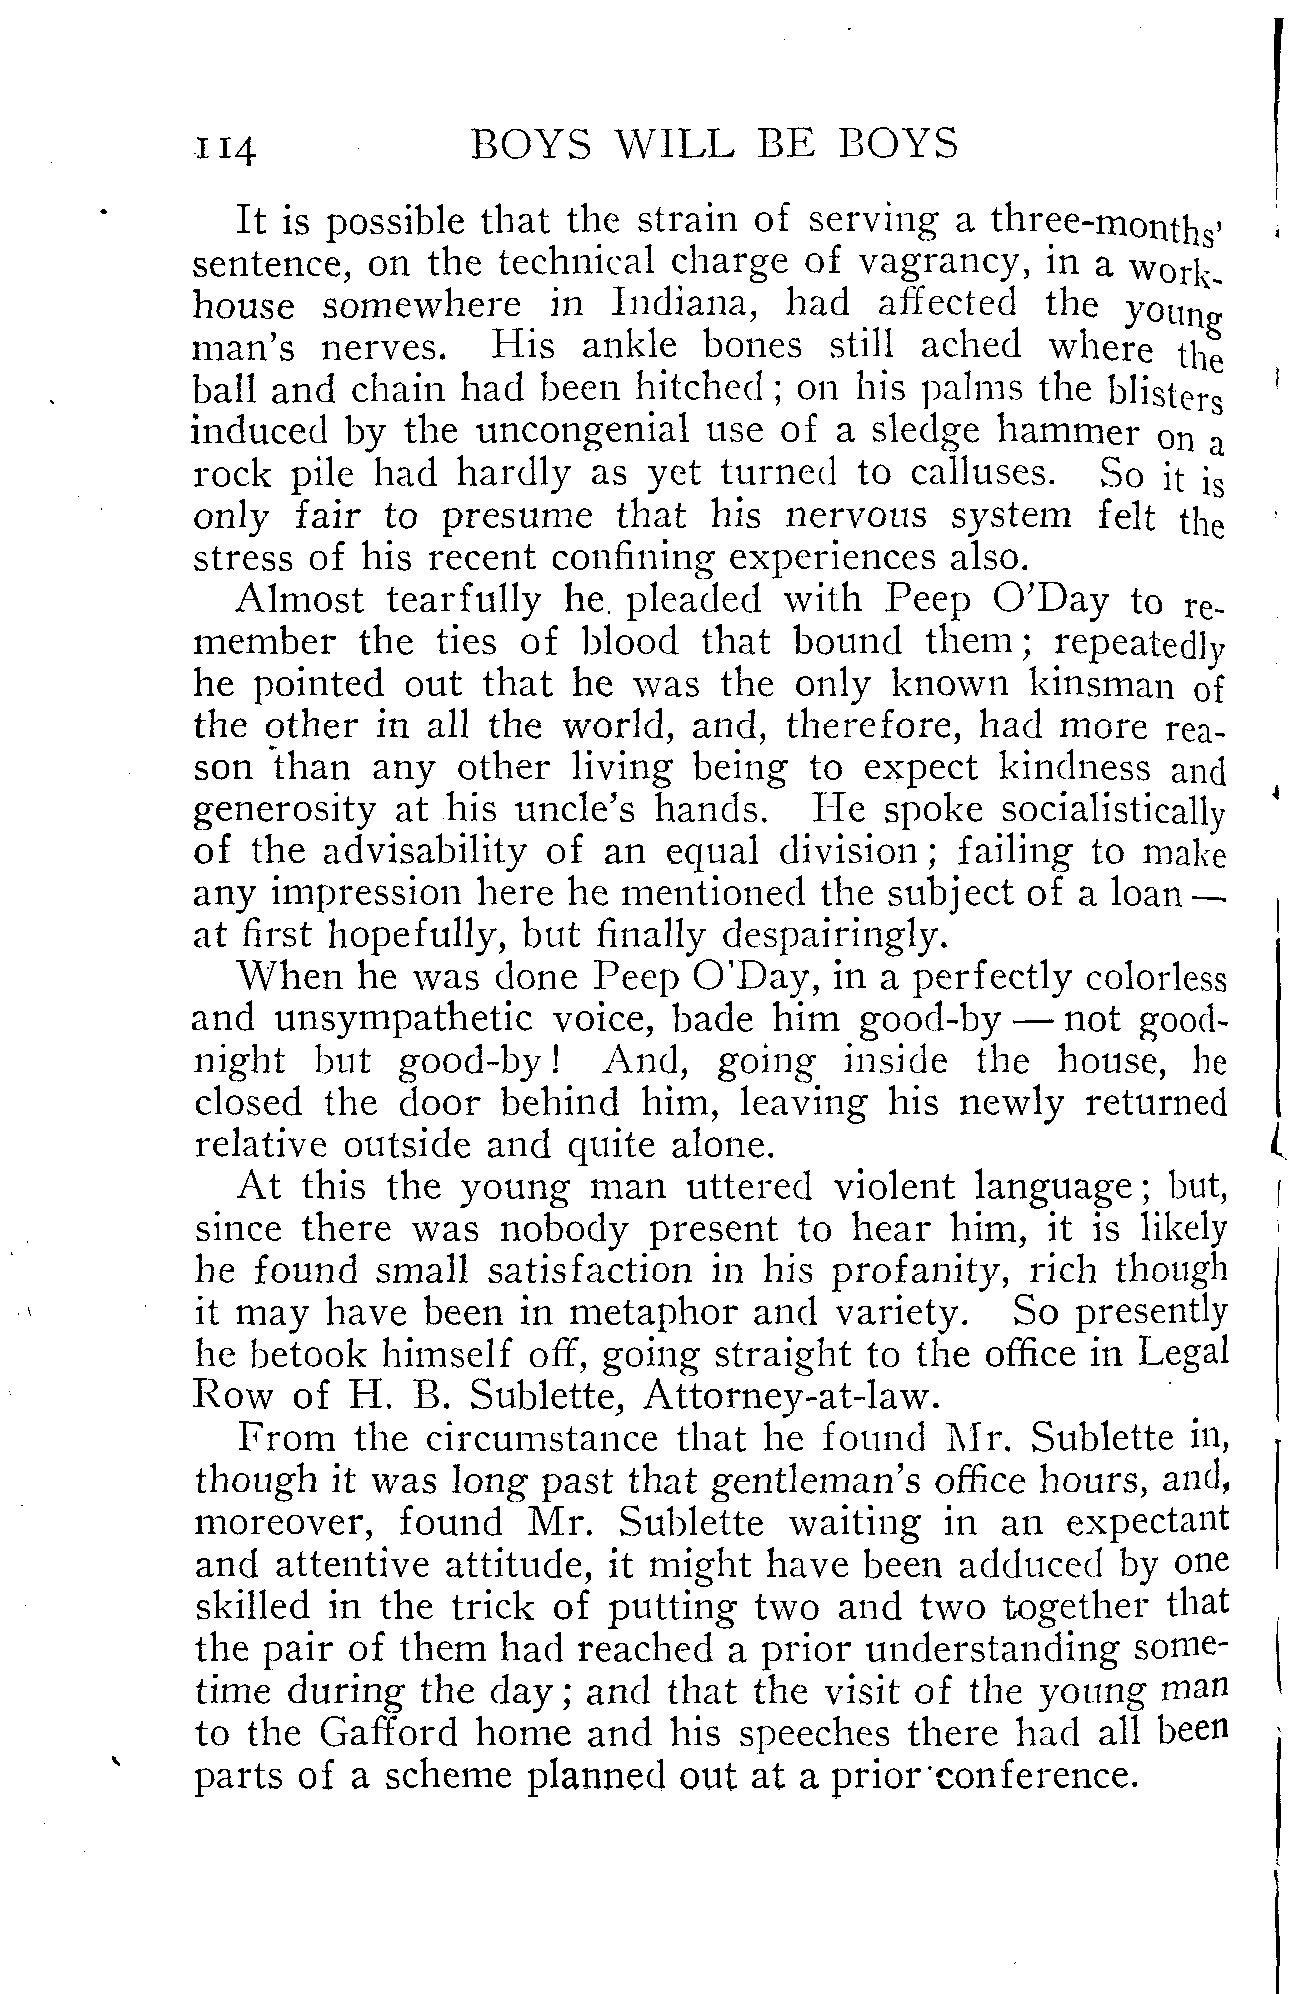 114 BOYS WILL BE BOYS
It is possible that the strain of serving a three-months'
sentence, on the technical charge of vagrancy, in a work-
house somewhere in Indiana, had affected the young
man's nerves. His ankle bones still ached where the
ball and chain had been hitched; on his palms the blisters
induced by the uncongenial use of a sledge hammer on a
rock pile had hardly as yet turned to calluses. So it is
only fair to presume that his nervous system felt the
stress of his recent confining experiences also.
Almost tearfully he pleaded with Peep O'Day to re-
member the ties of blood that bound them; repeatedly
he pointed out that he was the only known kinsman of
the other in all the world, and, therefore, had more rea-
son than any other living being to expect kindness and
generosity at his uncle's hands. He spoke socialistically
of the advisability of an equal division; failing to make
any impression here he mentioned the subject of a loan —
at first hopefully, but finally despairingly.
When he was done Peep O'Day, in a perfectly colorless
and unsympathetic voice, bade him good-by — not good-
night but good-by! And, going inside the house, he
closed the door behind him, leaving his newly returned
relative outside and quite alone.
At this the young man uttered violent language; but,
since there was nobody present to hear him, it is likely
he found small satisfaction in his profanity, rich though
it may have been in metaphor and variety. So presently
he betook himself off, going straight to the office in Legal
Row of H. B. Sublette, Attorney-at-law.
From the circumstance that he found Mr. Sublette in,
though it was long past that gentleman's office hours, and,
moreover, found Mr. Sublette waiting in an expectant
and attentive attitude, it might have been adduced by one
skilled in the trick of putting two and two together that
the pair of them had reached a prior understanding some-
time during the day; and that the visit of the young man
to the Gafford home and his speeches there had all been
parts of a scheme planned out at a prior conference.